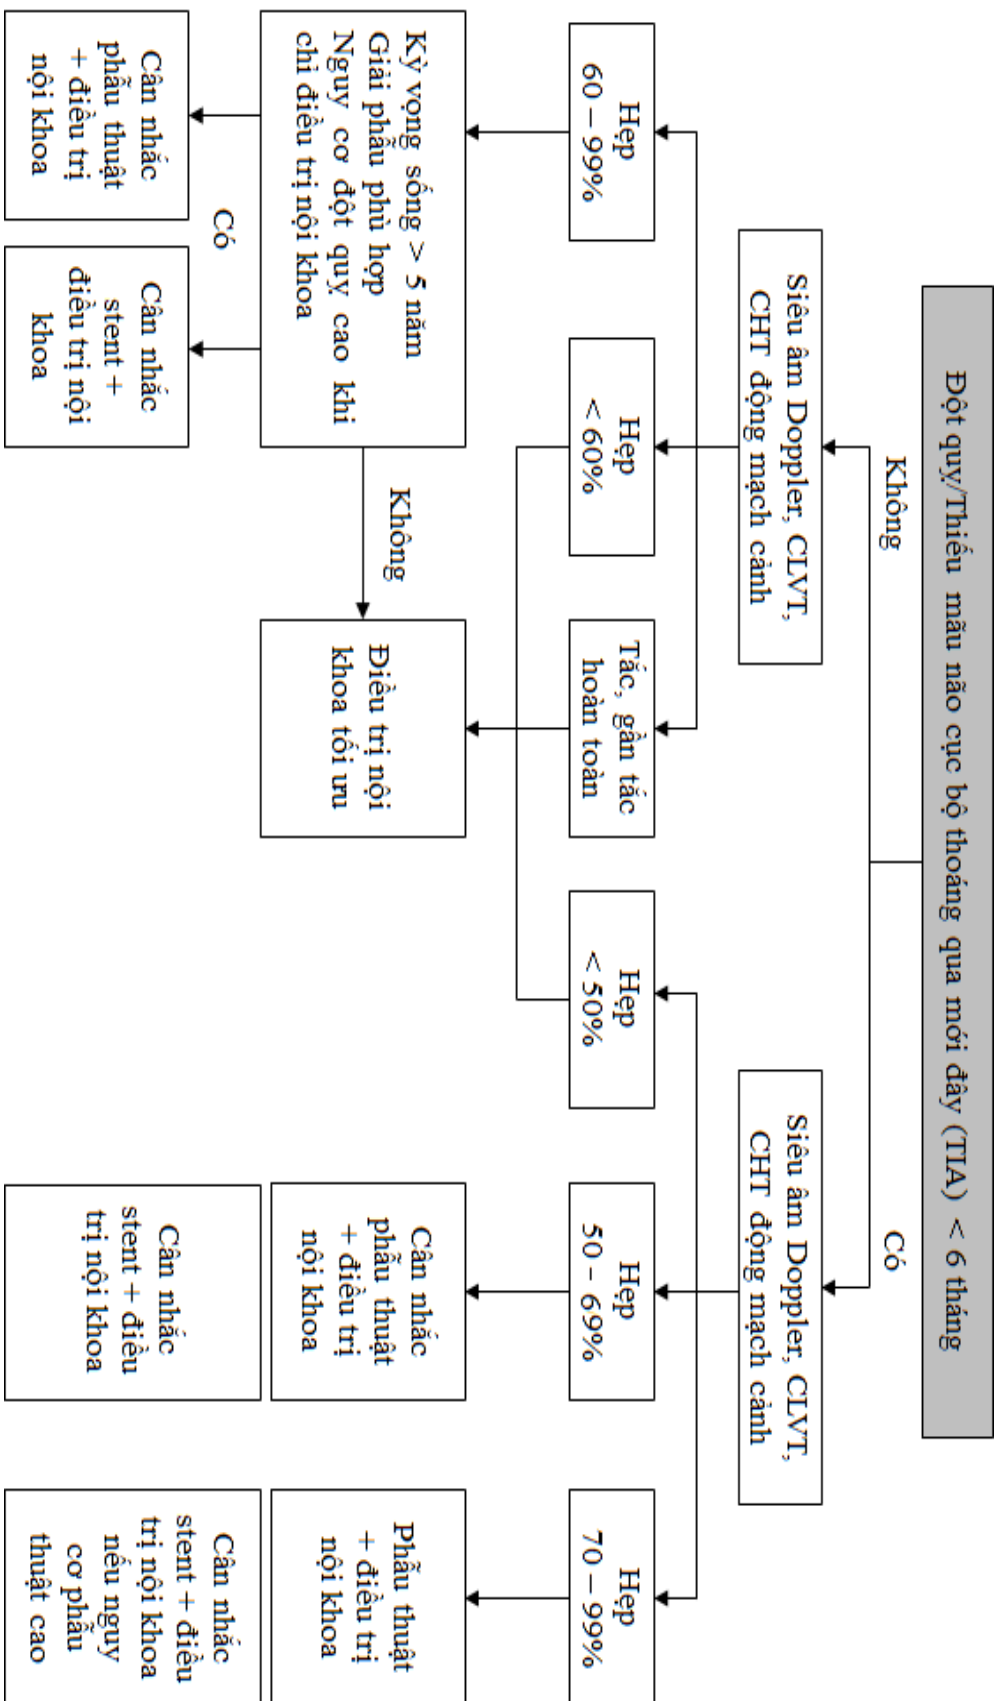 Đột quỵ/Thiếu mãu não cục bộ thoáng qua mới đây (TIA) < 6 tháng
Không
Có
Siêu âm Doppler, CLVT,
CHT động mạch cảnh
Siêu âm Doppler, CLVT,
CHT động mạch cảnh
Hẹp
60 – 99%
Hẹp
< 60%
Tắc, gần tắc
hoàn toàn
Hẹp
< 50%
Hẹp
50 – 69%
Hẹp
70 – 99%
Kỳ vọng sống > 5 năm
Giải phẫu phù hợp
Nguy cơ đột quỵ cao khi
chỉ điều trị nội khoa
Không
Điều trị nội
khoa tối ưu
Cân nhắc
phẫu thuật
+ điều trị
nội khoa
Phẫu thuật
+ điều trị
nội khoa
Có
Cân nhắc
phẫu thuật
+ điều trị
nội khoa
Cân nhắc
stent +
điều trị nội
khoa
Cân nhắc
stent + điều
trị nội khoa
Cân nhắc
stent + điều
trị nội khoa
nếu nguy
cơ phẫu
thuật cao